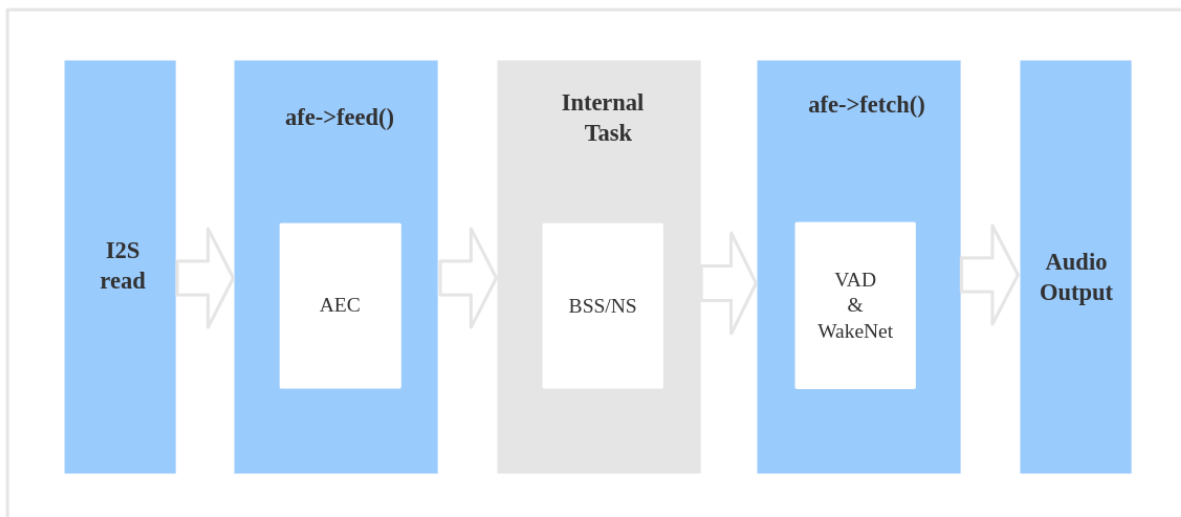 I2S
read
afe->feed()
AEC
Internal
Task
BSS/NS
afe->fetch()
VAD
&
WakeNet
Audio
Output